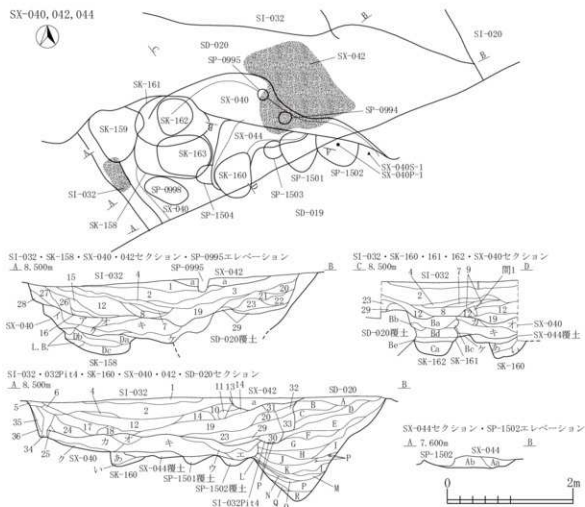 SX-040,042,044
SI-032
B
SI-020
SD-020
SX-042
SP-0995
B
SK-161
SX-040
SK-162
SP-0994
SK-159
SX-044
SK-163
SX-040S-1
SX-040P-1
SK-160
SP-1501
SP-1502
SI-032
SP-0998
SP-1503
SP-1504
SK-158
SX-040
SD-019
SI-032・SK-158・SX-040・042セクション・SP-0995エレベーション
A 8.500m
SI-032
SP-0995
SX-042
B
SX-040
L.B.
SK-158
SD-020覆土
SI-032・SK-160・161・162・SX-040セクション
C 8.500m
SI-032
間1
D
SX-040
SX-044覆土
SD-020覆土
SK-162
SK-161
SK-160
SI-032・032Pit4・SK-160・SX-040・042・SD-020セクション
A 8.500m
SI-032
SX-042
SD-020
B
SX-040
SK-160
SX-044覆土
SP-1501覆土
SP-1502覆土
SI-032Pit4
SX-044セクション・SP-1502エレベーション
A 7.600m
SX-044
B
SP-1502
Ab
Aa
0
2m